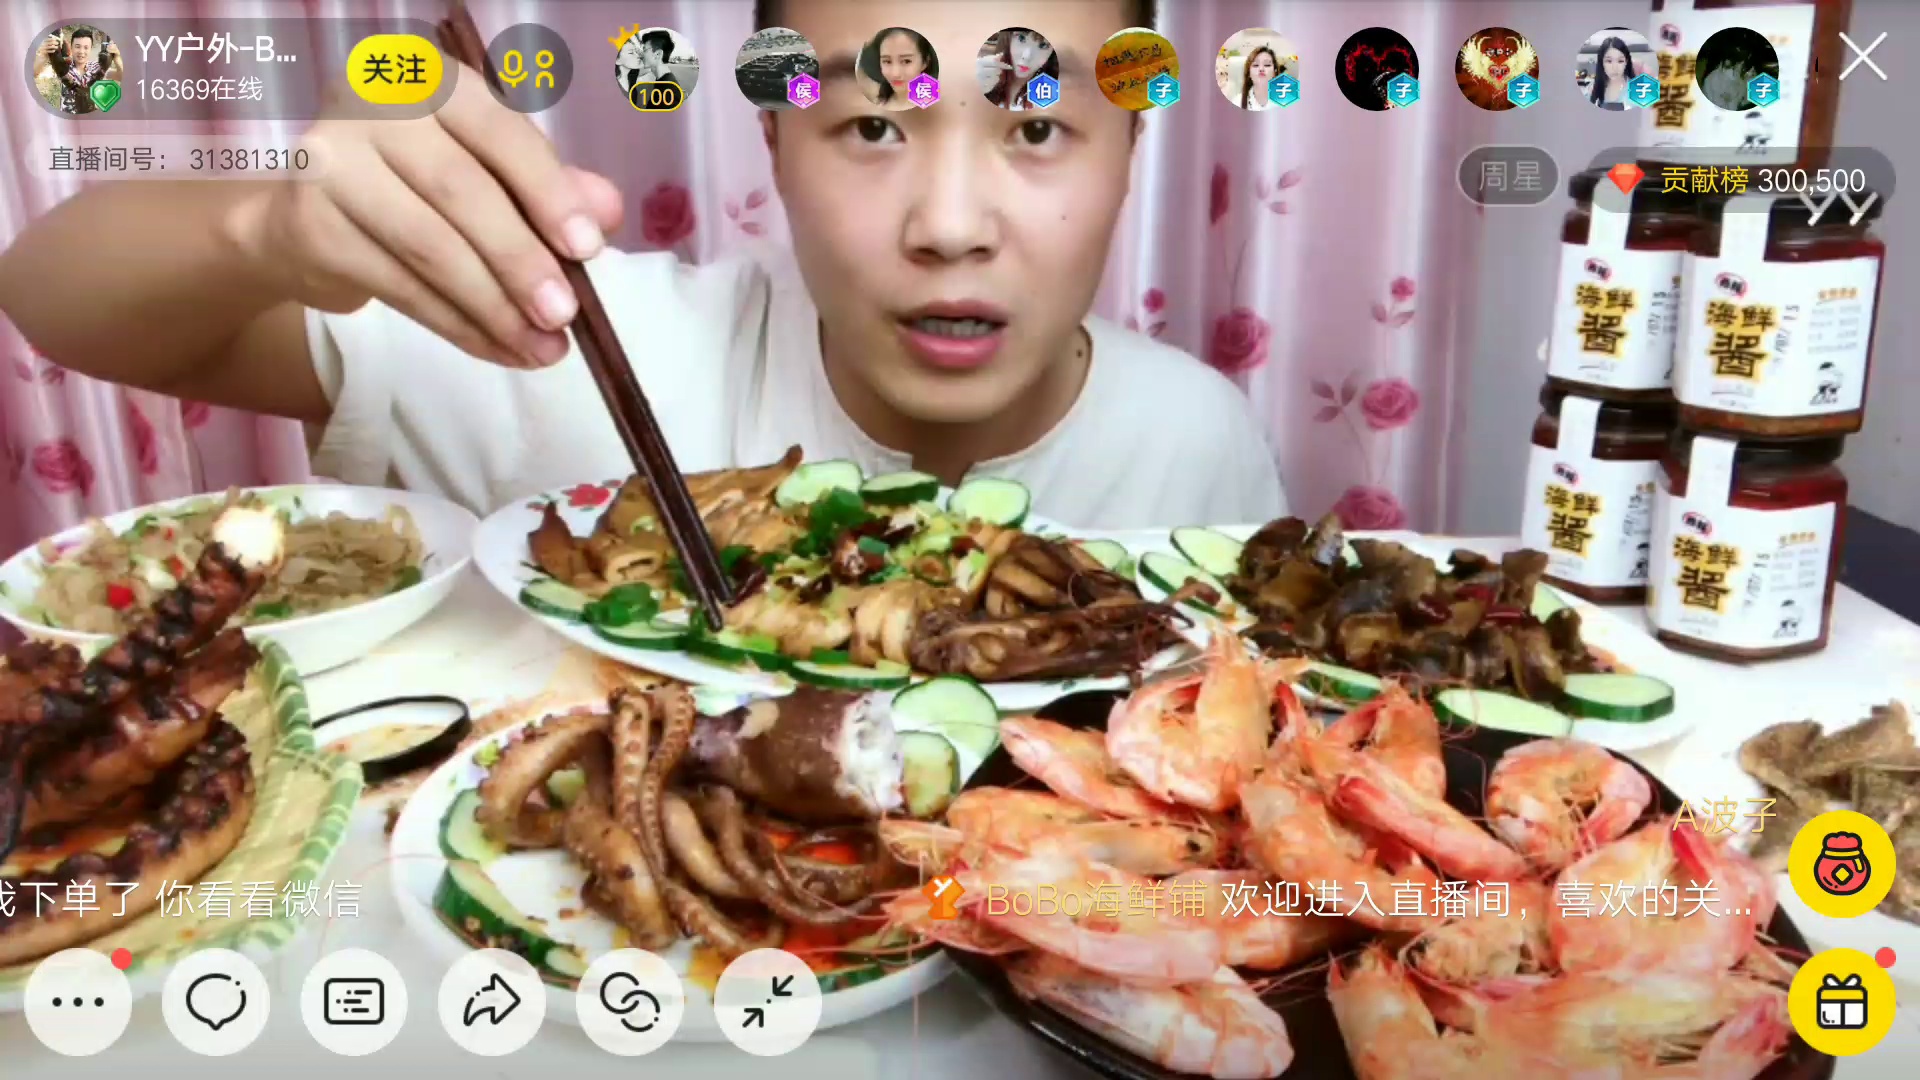 YY户外-B...
16369在线
关注
100
侯
侯
伯
子
子
子
子
子
子
直播间号: 31381310
周星
贡献榜 300,500
YY
海鲜
酱
海鲜
酱
海鲜
酱
海鲜
酱
海鲜
酱
A波子
下单了 你看看微信
BoBo海鲜铺 欢迎进入直播间，喜欢的关...